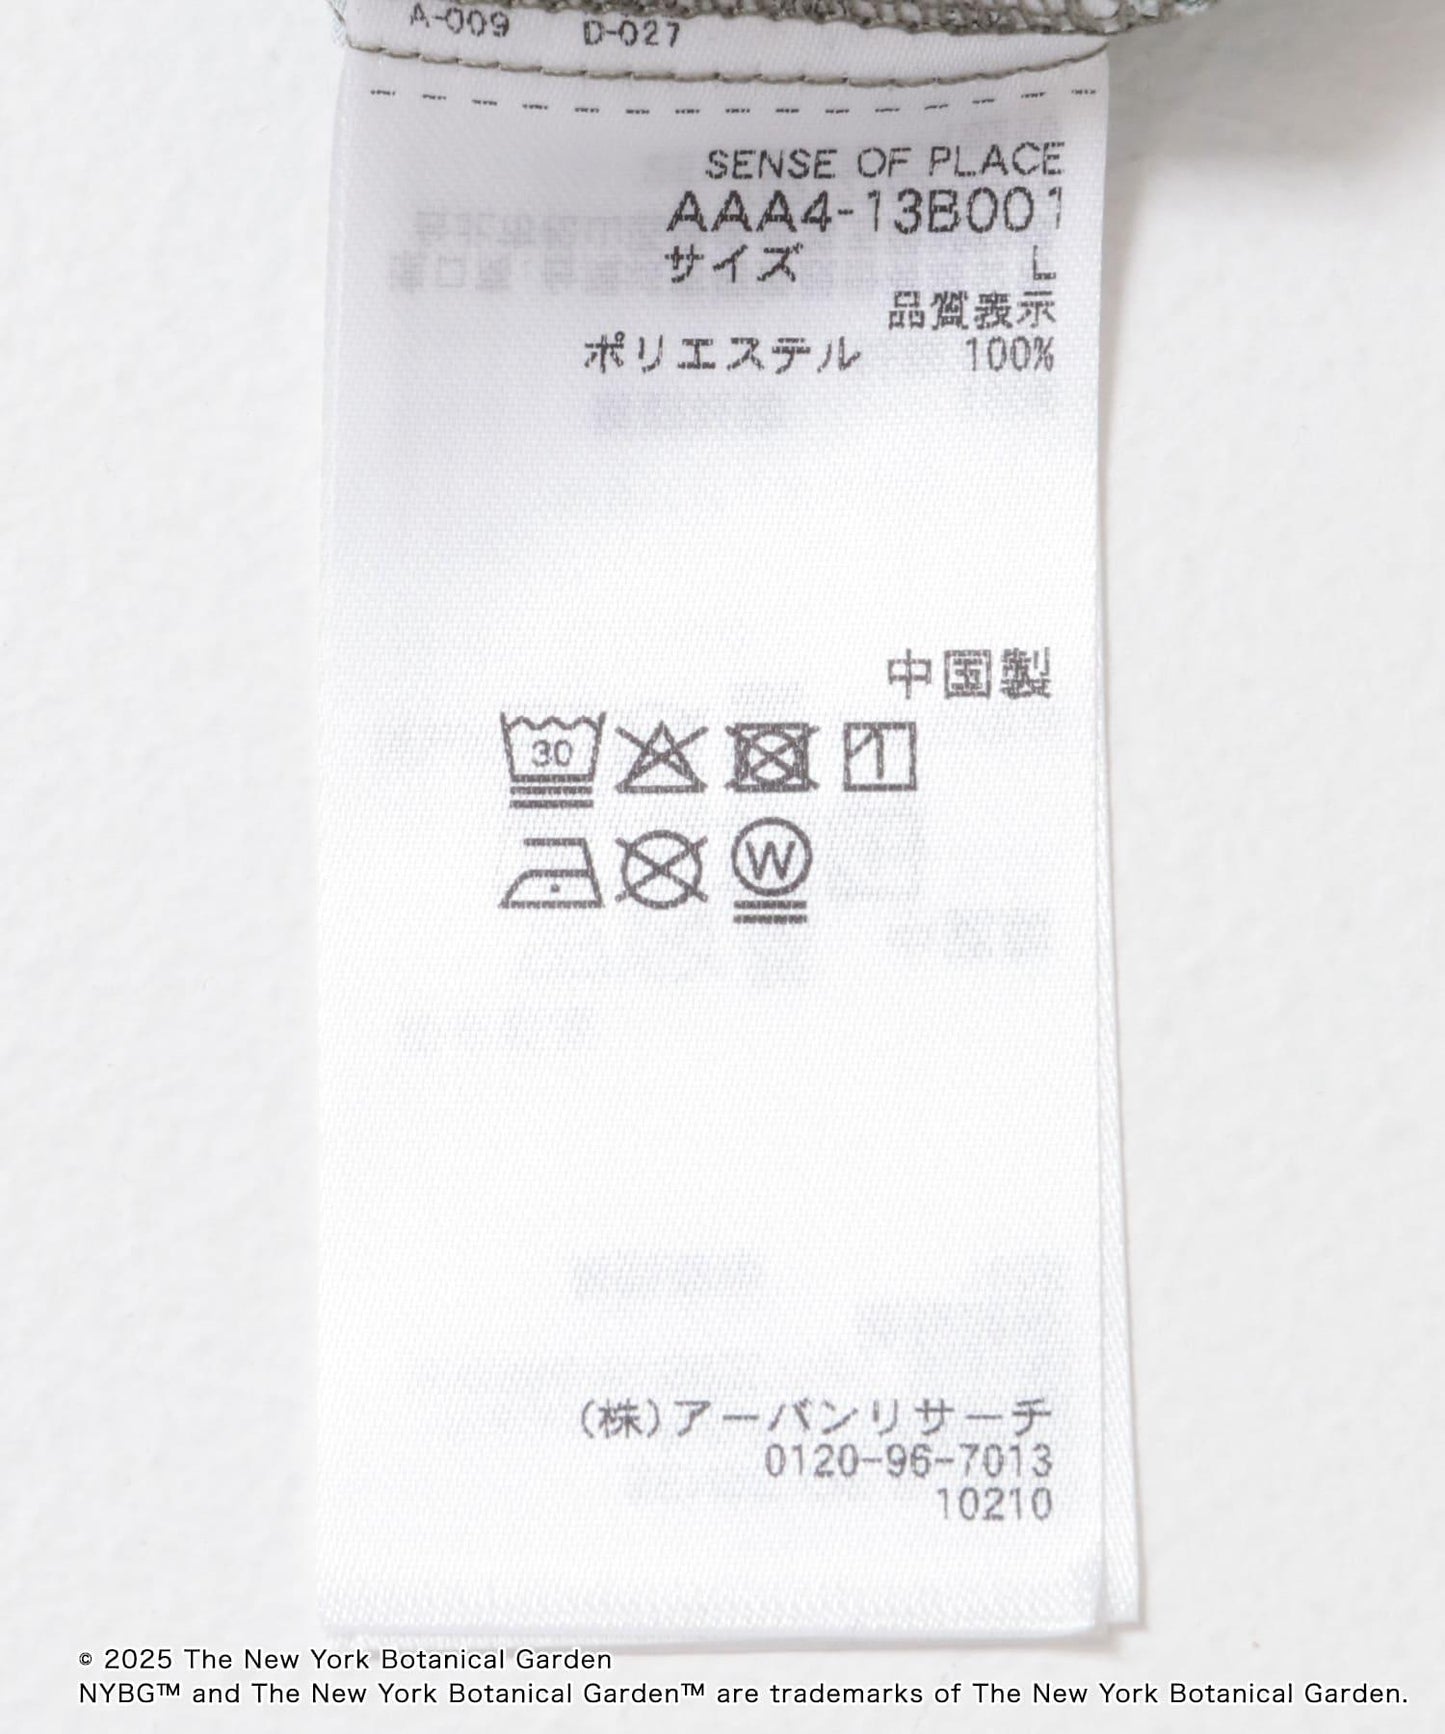 A-009 D-027
SENSE OF PLACE
AAA4-13B001
サイズ L
品質表示
ポリエステル 100%
中国製
30
W
(株)アーバンリサーチ
0120-96-7013
10210
© 2025 The New York Botanical Garden
NYBG™ and The New York Botanical Garden™ are trademarks of The New York Botanical Garden.